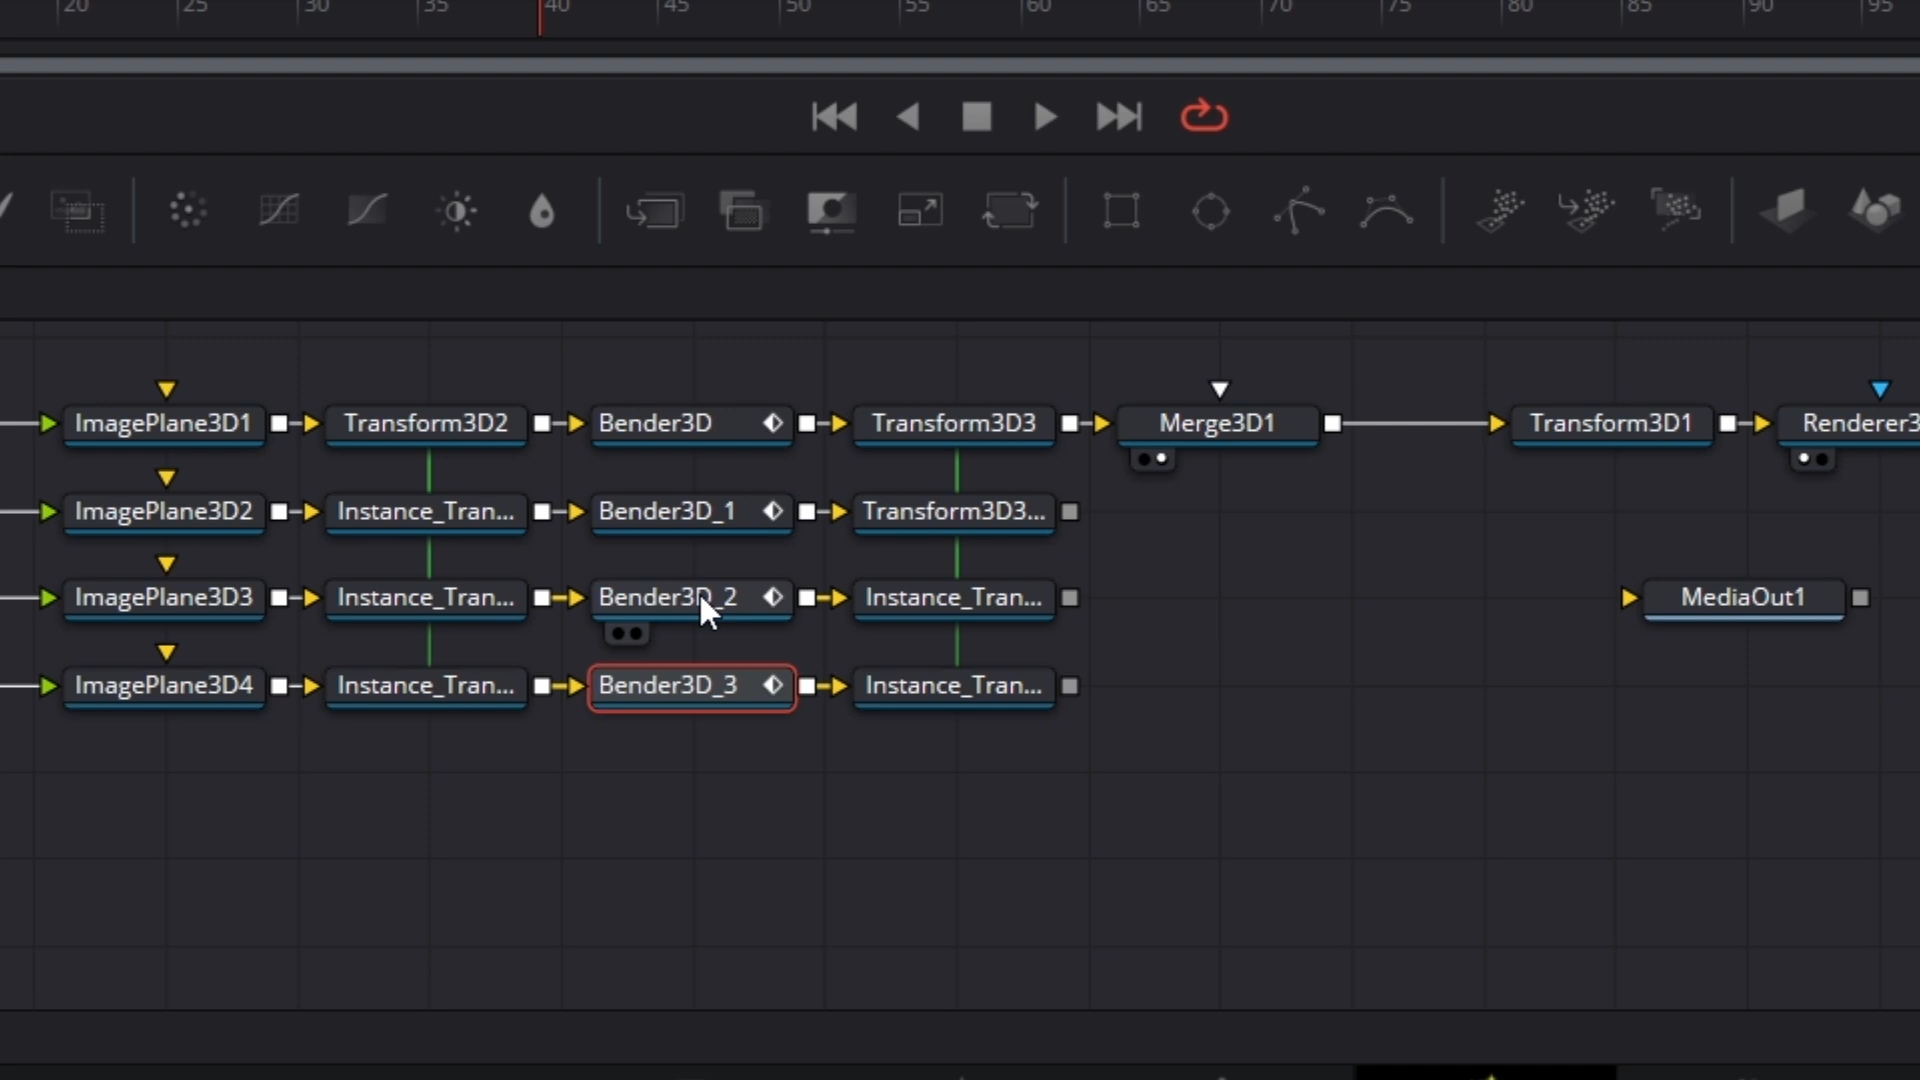 20 25 30 35 40 45 50 55 60 65 70 75 80 85 90 95
ImagePlane3D1 Transform3D2 Bender3D Transform3D3 Merge3D1 Transform3D1 Renderer3
ImagePlane3D2 Instance_Tran... Bender3D_1 Transform3D3...
ImagePlane3D3 Instance_Tran... Bender3D_2 Instance_Tran... MediaOut1
ImagePlane3D4 Instance_Tran... Bender3D_3 Instance_Tran...